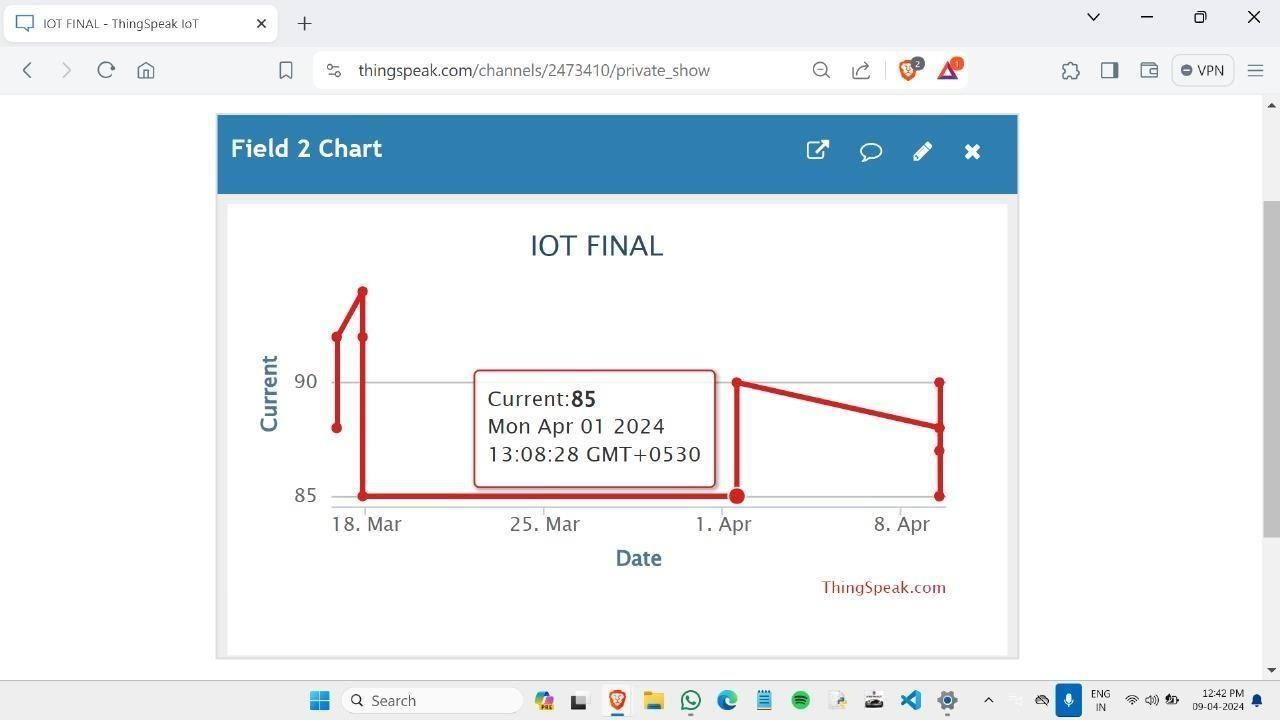 IOT FINAL - ThingSpeak IoT
thingspeak.com/channels/2473410/private_show
2
1
VPN
Field 2 Chart
IOT FINAL
Current
90
85
Current:85
Mon Apr 01 2024
13:08:28 GMT+0530
18. Mar
25. Mar
1. Apr
8. Apr
Date
ThingSpeak.com
Search
ENG
IN
12:42 PM
09-04-2024